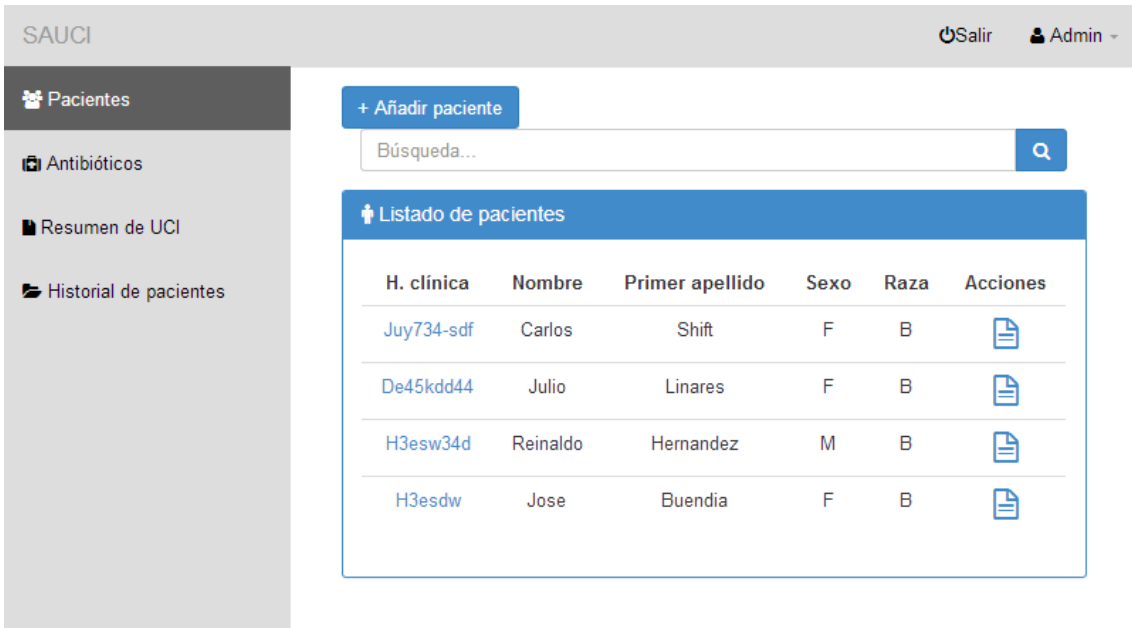 SAUCI Salir Admin
Pacientes
Antibióticos
Resumen de UCI
Historial de pacientes
+ Añadir paciente
Búsqueda...
Listado de pacientes
H. clínica Nombre Primer apellido Sexo Raza Acciones
Juy734-sdf Carlos Shift F B
De45kdd44 Julio Linares F B
H3esw34d Reinaldo Hernandez M B
H3esdw Jose Buendia F B